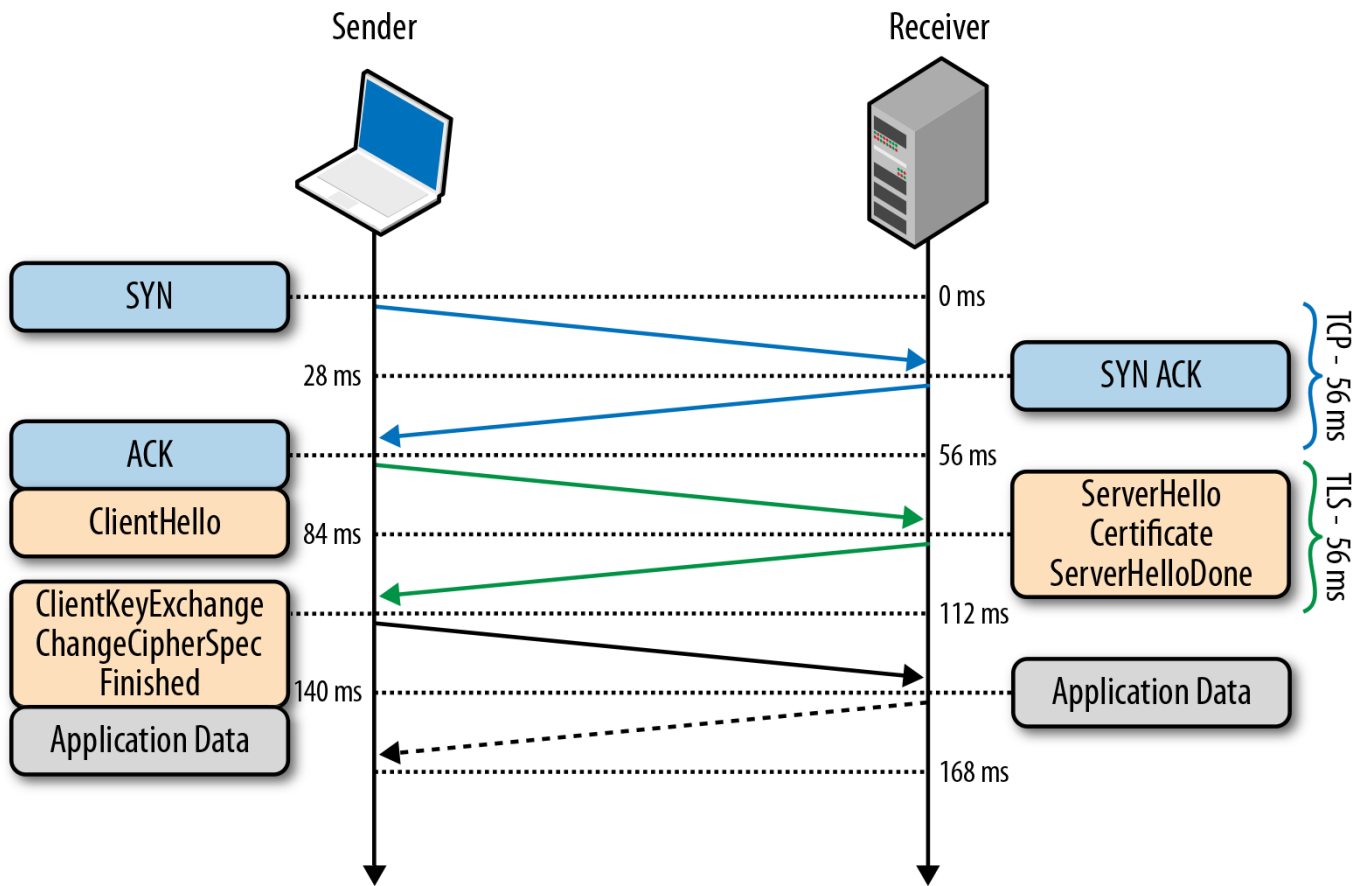 Sender
Receiver
SYN
0 ms
TCP - 56 ms
28 ms
SYN ACK
ACK
56 ms
ClientHello
84 ms
ServerHello
Certificate
ServerHelloDone
TLS - 56 ms
ClientKeyExchange
ChangeCipherSpec
Finished
112 ms
140 ms
Application Data
Application Data
168 ms